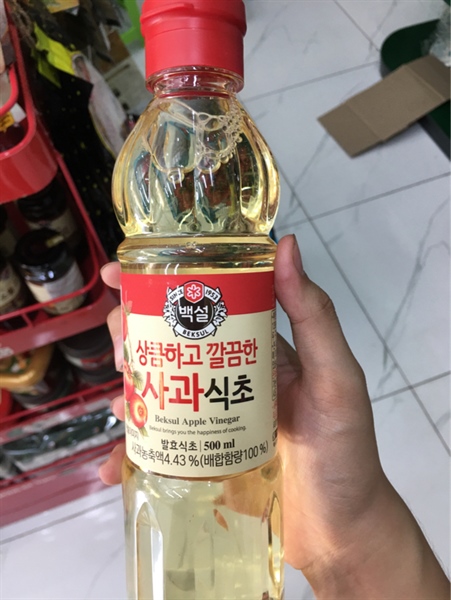 백설
BEKSUL
상큼하고 깔끔한
사과식초
Beksul Apple Vinegar
Beksul brings you the happiness of cooking.
발효식초 500 ml
사과농축액4.43 %(배합함량100 %)